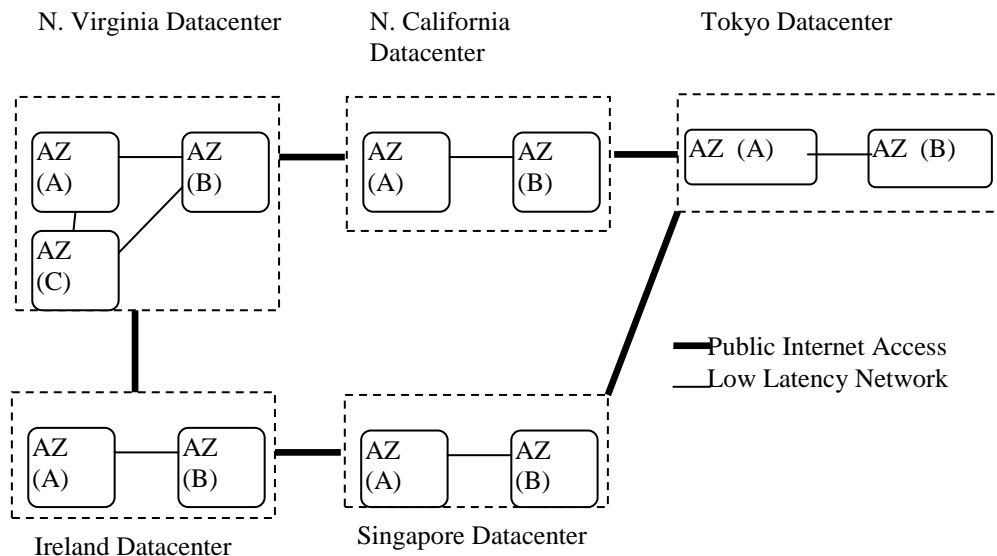 N. Virginia Datacenter
N. California
Datacenter
Tokyo Datacenter
AZ
(A)
AZ
(B)
AZ
(C)
AZ
(A)
AZ
(B)
AZ (A)
AZ (B)
Public Internet Access
Low Latency Network
AZ
(A)
AZ
(B)
AZ
(A)
AZ
(B)
Ireland Datacenter
Singapore Datacenter